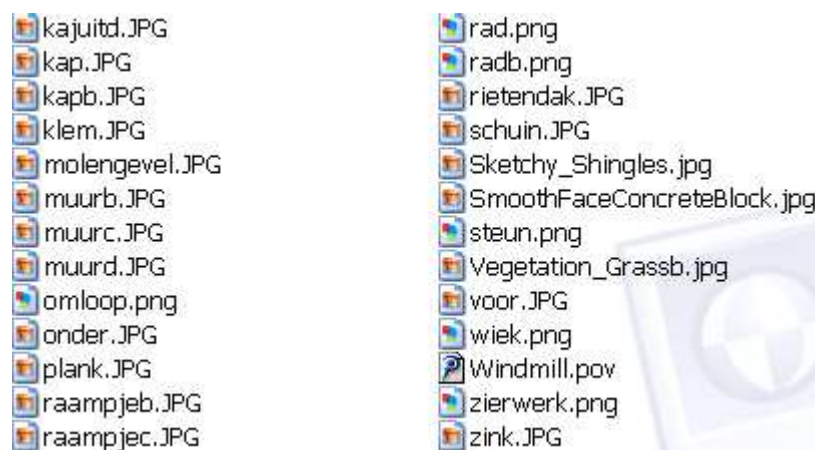 kajuitd.JPG
kap.JPG
kapb.JPG
klem.JPG
molengevel.JPG
muurb.JPG
muurc.JPG
muurd.JPG
omloop.png
onder.JPG
plank.JPG
raampjeb.JPG
raampjec.JPG
rad.png
radb.png
rietendak.JPG
schuin.JPG
Sketchy_Shingles.jpg
SmoothFaceConcreteBlock.jpg
steun.png
Vegetation_Grassb.jpg
voor.JPG
wiek.png
Windmill.pov
zierwerk.png
zink.JPG